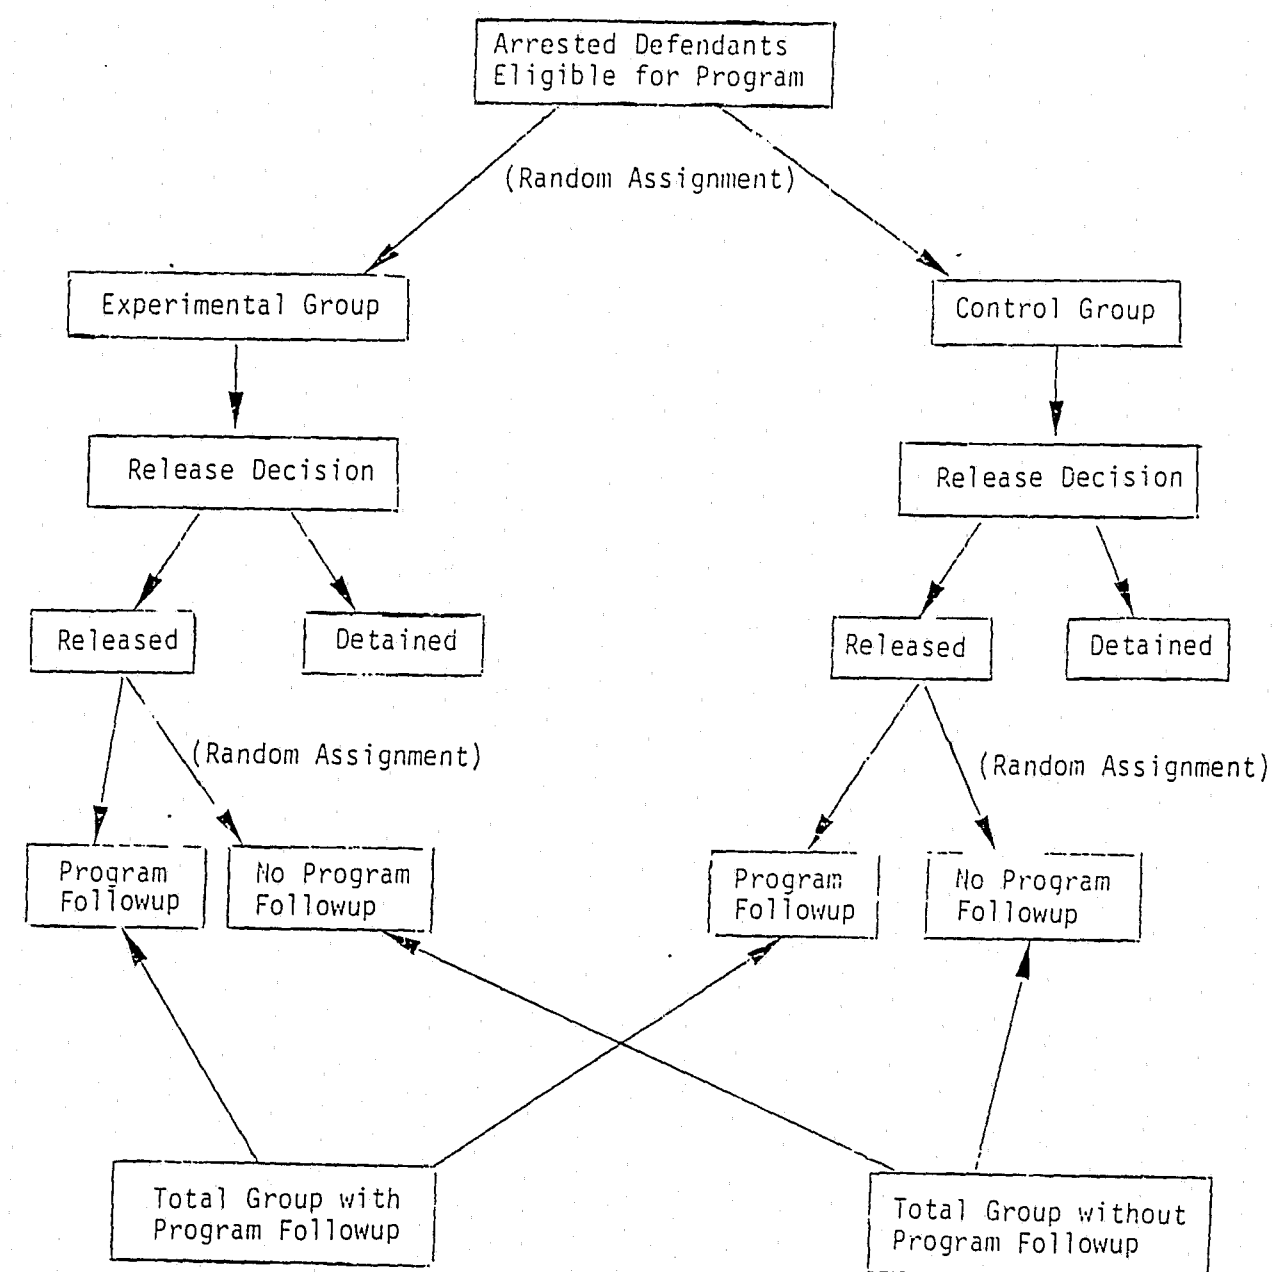 Arrested Defendants
Eligible for Program
(Random Assignment)
Experimental Group
Control Group
Release Decision
Release Decision
Released
Detained
Released
Detained
(Random Assignment)
(Random Assignment)
Program
Followup
No Program
Followup
Program
Followup
No Program
Followup
Total Group with
Program Followup
Total Group without
Program Followup